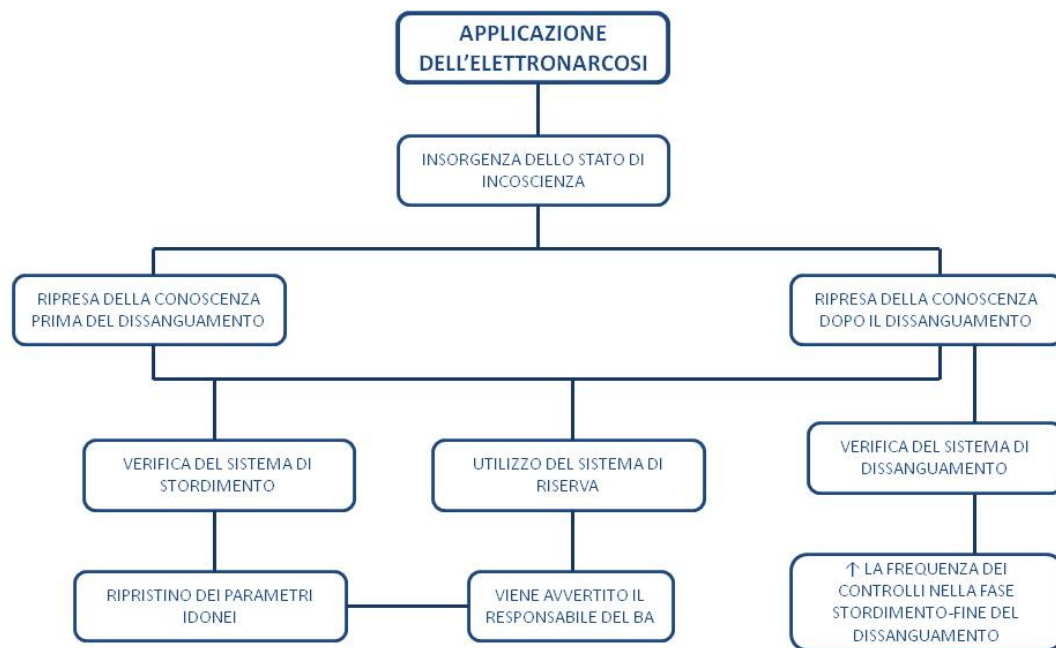 APPLICAZIONE
DELL'ELETTRONARCOSI
INSORGENZA DELLO STATO DI
INCOSCIENZA
RIPRESA DELLA CONOSCENZA
PRIMA DEL DISSANGUAMENTO
RIPRESA DELLA CONOSCENZA
DOPO IL DISSANGUAMENTO
VERIFICA DEL SISTEMA DI
STORDIMENTO
UTILIZZO DEL SISTEMA DI
RISERVA
VERIFICA DEL SISTEMA DI
DISSANGUAMENTO
RIPRISTINO DEI PARAMETRI
IDONEI
VIENE AVVERTITO IL
RESPONSABILE DEL BA
↑ LA FREQUENZA DEI
CONTROLLI NELLA FASE
STORDIMENTO-FINE DEL
DISSANGUAMENTO